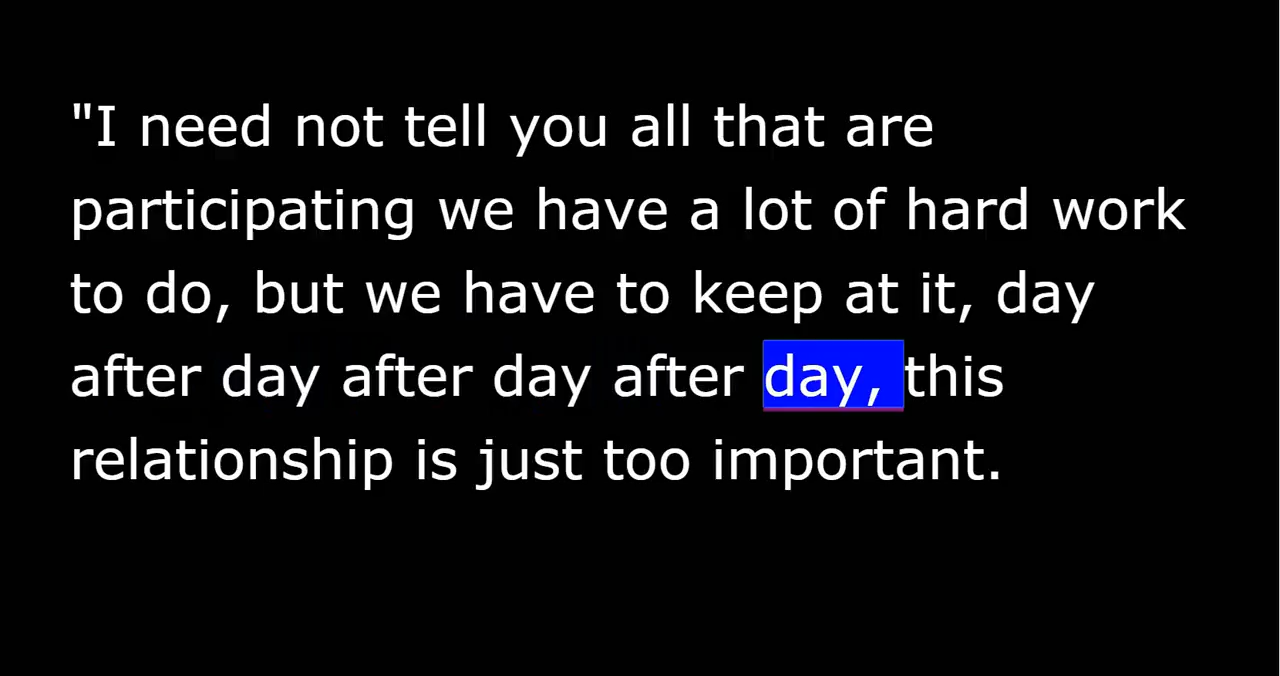 "I need not tell you all that are
participating we have a lot of hard work
to do, but we have to keep at it, day
after day after day after day, this
relationship is just too important.